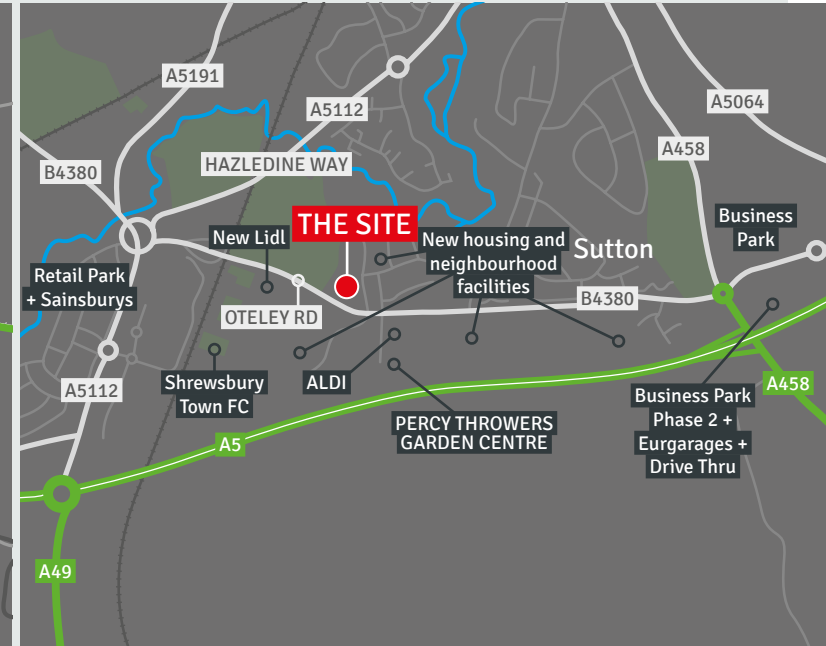 A5191
A5112
A5064
A458
B4380
HAZLEDINE WAY
Business
Park
THE SITE
New Lidl
New housing and
neighbourhood
facilities
Sutton
Retail Park
+ Sainsburys
B4380
OTELEY RD
Shrewsbury
Town FC
ALDI
A5112
A458
Business Park
Phase 2 +
Eurgarages +
Drive Thru
PERCY THROWERS
GARDEN CENTRE
A5
A49